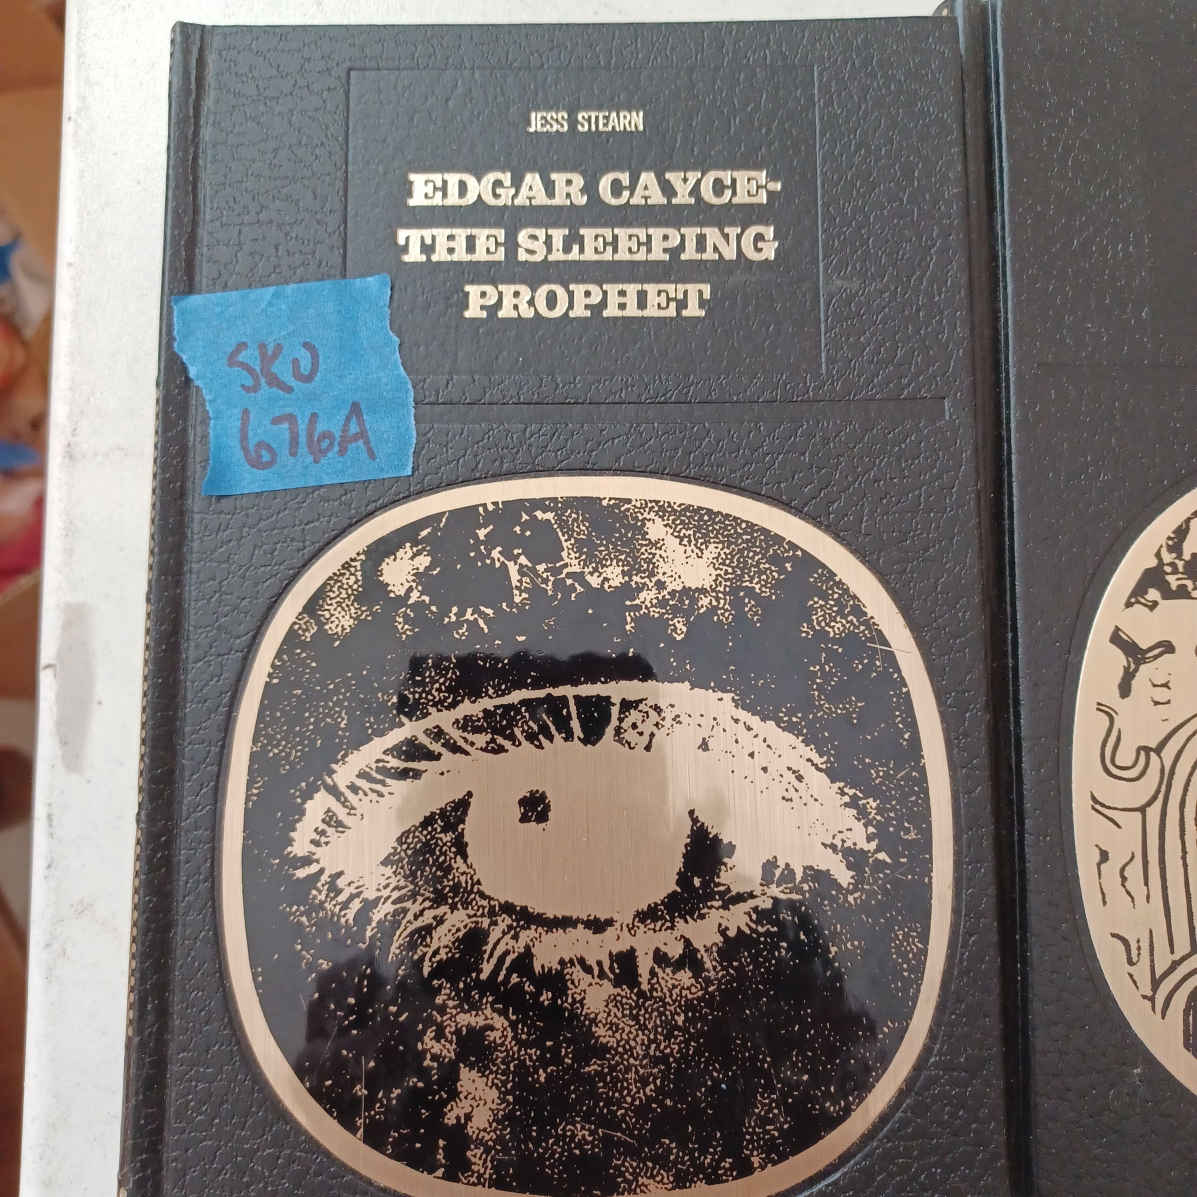 JESS STEARN
EDGAR CAYCE-
THE SLEEPING
PROPHET
SKU
676A